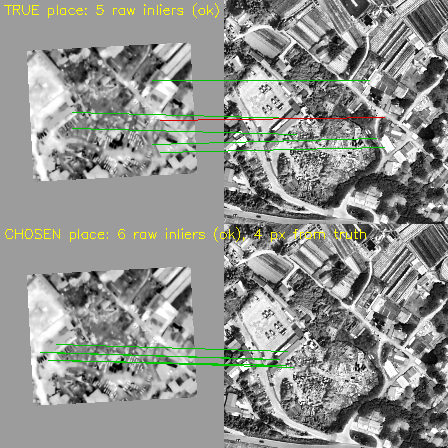 TRUE place: 5 raw inliers (ok)
CHOSEN place: 6 raw inliers (ok), 4 px from truth